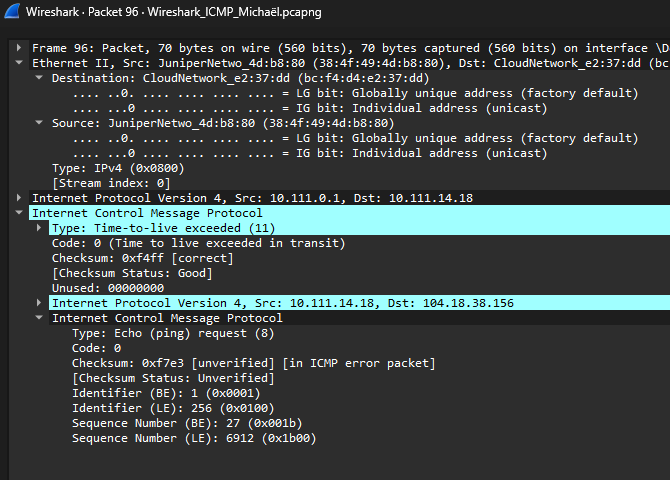 Wireshark · Packet 96 · Wireshark_ICMP_Michaël.pcapng
Frame 96: Packet, 70 bytes on wire (560 bits), 70 bytes captured (560 bits) on interface \D
Ethernet II, Src: JuniperNetwo_4d:b8:80 (38:4f:49:4d:b8:80), Dst: CloudNetwork_e2:37:dd (bc
Destination: CloudNetwork_e2:37:dd (bc:f4:d4:e2:37:dd)
.... ..0. .... .... .... .... = LG bit: Globally unique address (factory default)
.... ...0 .... .... .... .... = IG bit: Individual address (unicast)
Source: JuniperNetwo_4d:b8:80 (38:4f:49:4d:b8:80)
.... ..0. .... .... .... .... = LG bit: Globally unique address (factory default)
.... ...0 .... .... .... .... = IG bit: Individual address (unicast)
Type: IPv4 (0x0800)
[Stream index: 0]
Internet Protocol Version 4, Src: 10.111.0.1, Dst: 10.111.14.18
Internet Control Message Protocol
Type: Time-to-live exceeded (11)
Code: 0 (Time to live exceeded in transit)
Checksum: 0xf4ff [correct]
[Checksum Status: Good]
Unused: 00000000
Internet Protocol Version 4, Src: 10.111.14.18, Dst: 104.18.38.156
Internet Control Message Protocol
Type: Echo (ping) request (8)
Code: 0
Checksum: 0xf7e3 [unverified] [in ICMP error packet]
[Checksum Status: Unverified]
Identifier (BE): 1 (0x0001)
Identifier (LE): 256 (0x0100)
Sequence Number (BE): 27 (0x001b)
Sequence Number (LE): 6912 (0x1b00)